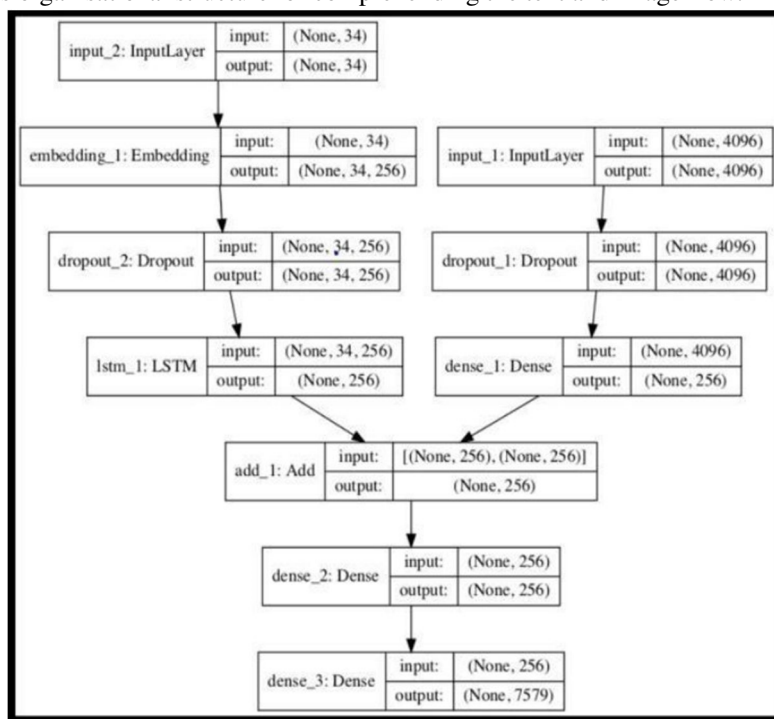 input_2: InputLayer
input: (None, 34)
output: (None, 34)
embedding_1: Embedding
input: (None, 34)
output: (None, 34, 256)
input_1: InputLayer
input: (None, 4096)
output: (None, 4096)
dropout_2: Dropout
input: (None, 34, 256)
output: (None, 34, 256)
dropout_1: Dropout
input: (None, 4096)
output: (None, 4096)
lstm_1: LSTM
input: (None, 34, 256)
output: (None, 256)
dense_1: Dense
input: (None, 4096)
output: (None, 256)
add_1: Add
input: [(None, 256), (None, 256)]
output: (None, 256)
dense_2: Dense
input: (None, 256)
output: (None, 256)
dense_3: Dense
input: (None, 256)
output: (None, 7579)